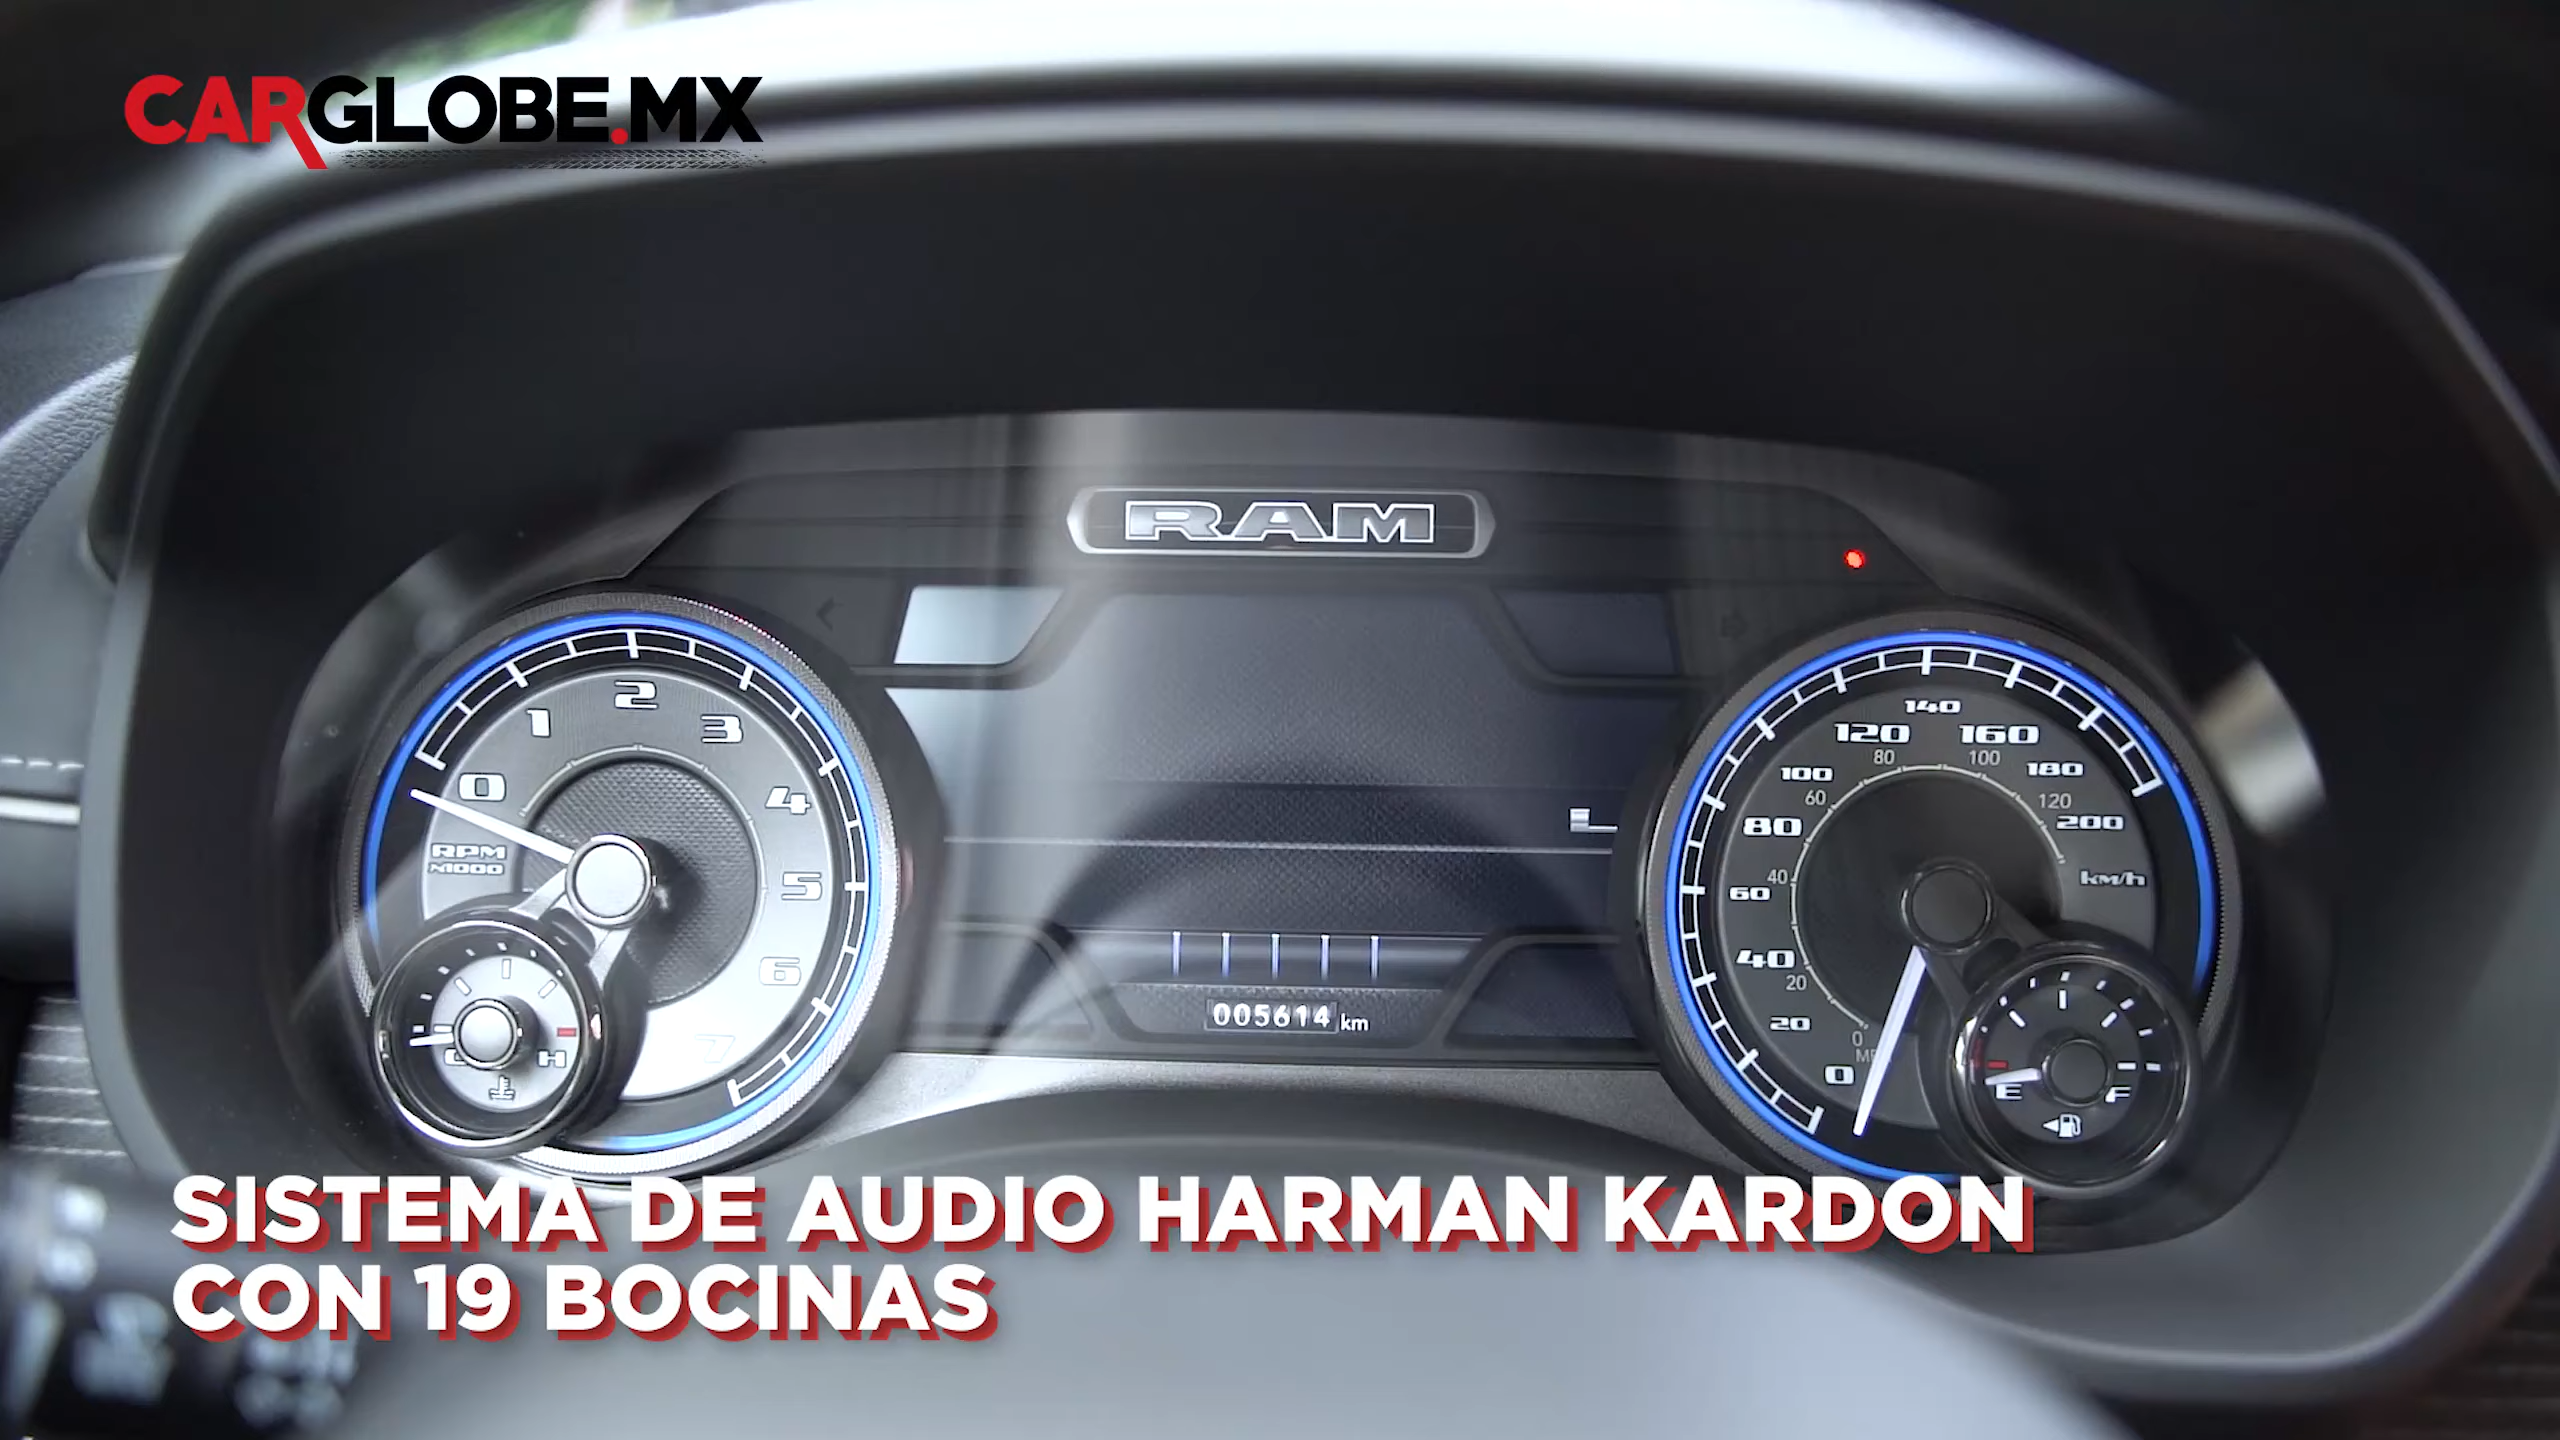 CARGLOBE.MX
RAM
0
1
2
3
4
5
6
7
RPM
X1000
C H
005614 km
0
20
40
60
80
100
120
140
160
180
200
km/h
0
20
40
60
80
100
120
E F
SISTEMA DE AUDIO HARMAN KARDON
CON 19 BOCINAS